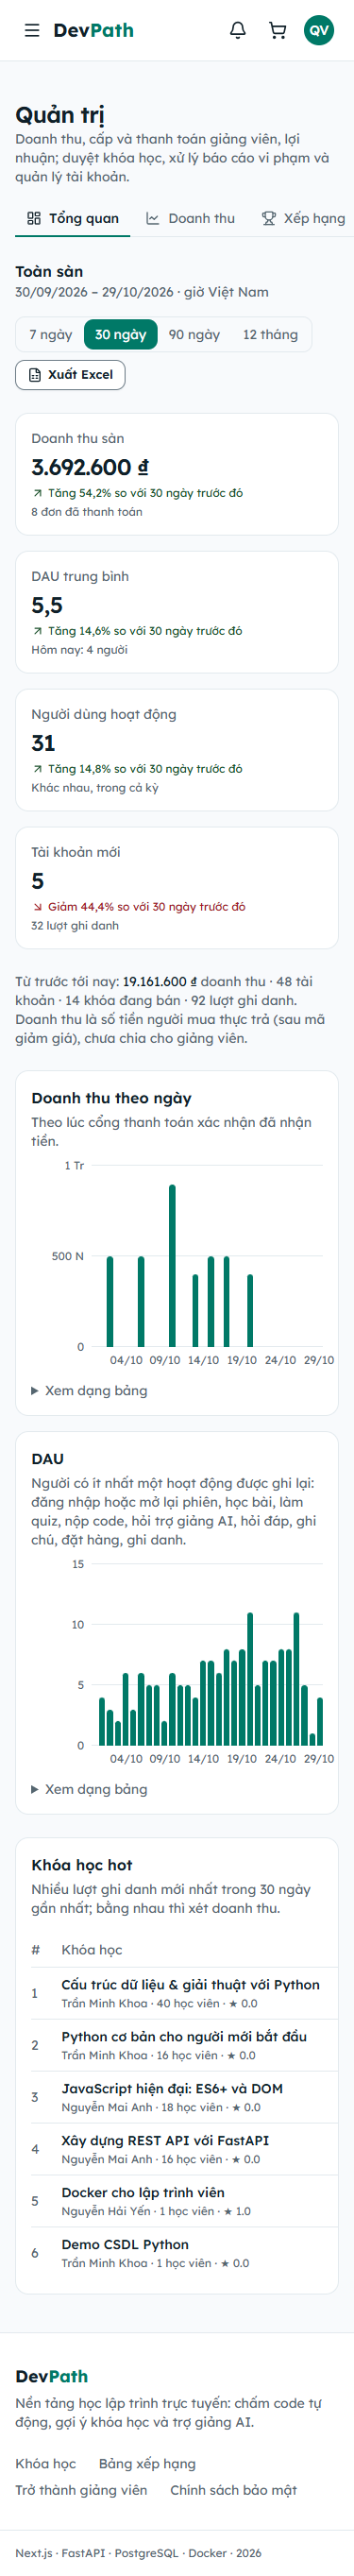 DevPath
QV
Quản trị
Doanh thu, cấp và thanh toán giảng viên, lợi
nhuận; duyệt khóa học, xử lý báo cáo vi phạm và
quản lý tài khoản.
Tổng quan
Doanh thu
Xếp hạng
Toàn sàn
30/09/2026 – 29/10/2026 · giờ Việt Nam
7 ngày
30 ngày
90 ngày
12 tháng
Xuất Excel
Doanh thu sàn
3.692.600 ₫
Tăng 54,2% so với 30 ngày trước đó
8 đơn đã thanh toán
DAU trung bình
5,5
Tăng 14,6% so với 30 ngày trước đó
Hôm nay: 4 người
Người dùng hoạt động
31
Tăng 14,8% so với 30 ngày trước đó
Khác nhau, trong cả kỳ
Tài khoản mới
5
Giảm 44,4% so với 30 ngày trước đó
32 lượt ghi danh
Từ trước tới nay: 19.161.600 ₫ doanh thu · 48 tài
khoản · 14 khóa đang bán · 92 lượt ghi danh.
Doanh thu là số tiền người mua thực trả (sau mã
giảm giá), chưa chia cho giảng viên.
Doanh thu theo ngày
Theo lúc cổng thanh toán xác nhận đã nhận
tiền.
1 Tr
500 N
0
04/10 09/10 14/10 19/10 24/10 29/10
▶ Xem dạng bảng
DAU
Người có ít nhất một hoạt động được ghi lại:
đăng nhập hoặc mở lại phiên, học bài, làm
quiz, nộp code, hỏi trợ giảng AI, hỏi đáp, ghi
chú, đặt hàng, ghi danh.
15
10
5
0
04/10 09/10 14/10 19/10 24/10 29/10
▶ Xem dạng bảng
Khóa học hot
Nhiều lượt ghi danh mới nhất trong 30 ngày
gần nhất; bằng nhau thì xét doanh thu.
# Khóa học
1 Cấu trúc dữ liệu & giải thuật với Python
Trần Minh Khoa · 40 học viên · ★ 0.0
2 Python cơ bản cho người mới bắt đầu
Trần Minh Khoa · 16 học viên · ★ 0.0
3 JavaScript hiện đại: ES6+ và DOM
Nguyễn Mai Anh · 18 học viên · ★ 0.0
4 Xây dựng REST API với FastAPI
Nguyễn Mai Anh · 16 học viên · ★ 0.0
5 Docker cho lập trình viên
Nguyễn Hải Yến · 1 học viên · ★ 1.0
6 Demo CSDL Python
Trần Minh Khoa · 1 học viên · ★ 0.0
DevPath
Nền tảng học lập trình trực tuyến: chấm code tự
động, gợi ý khóa học và trợ giảng AI.
Khóa học
Bảng xếp hạng
Trở thành giảng viên
Chính sách bảo mật
Next.js · FastAPI · PostgreSQL · Docker · 2026